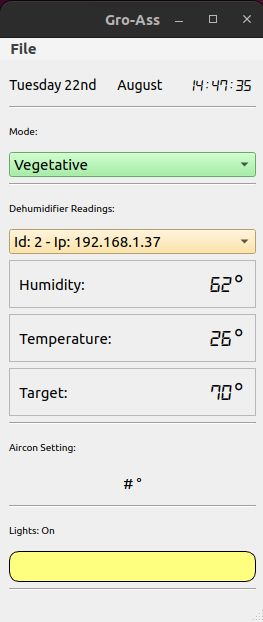 Gro-Ass
File
Tuesday 22nd August 14:47:35
Mode:
Vegetative
Dehumidifier Readings:
Id: 2 - Ip: 192.168.1.37
Humidity: 62°
Temperature: 26°
Target: 70°
Aircon Setting:
#°
Lights: On